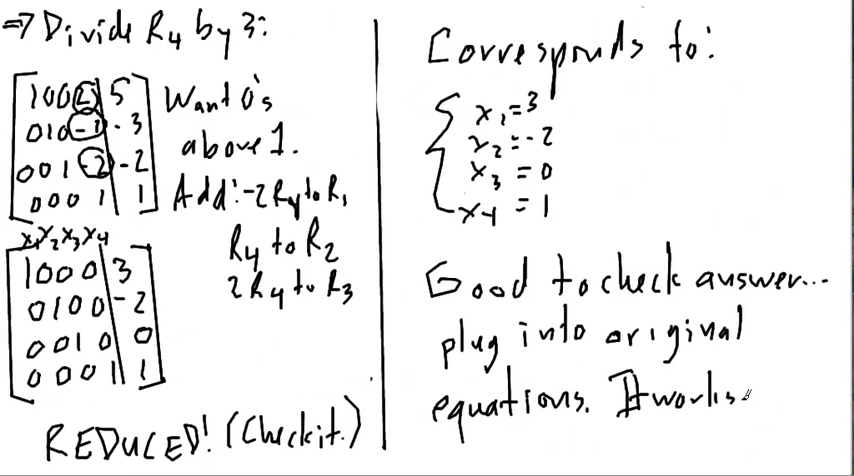 ⇒ Divide R4 by 3:
1 0 0 2 | 5
0 1 0 -1 | -3
0 0 1 -2 | -2
0 0 0 1 | 1
Want 0's
above 1.
Add: -2R4 to R1
R4 to R2
2R4 to R3
x1 x2 x3 x4
1 0 0 0 | 3
0 1 0 0 | -2
0 0 1 0 | 0
0 0 0 1 | 1
REDUCED! (Check it.)
Corresponds to:
x1 = 3
x2 = -2
x3 = 0
x4 = 1
Good to check answer...
plug into original
equations. It works.